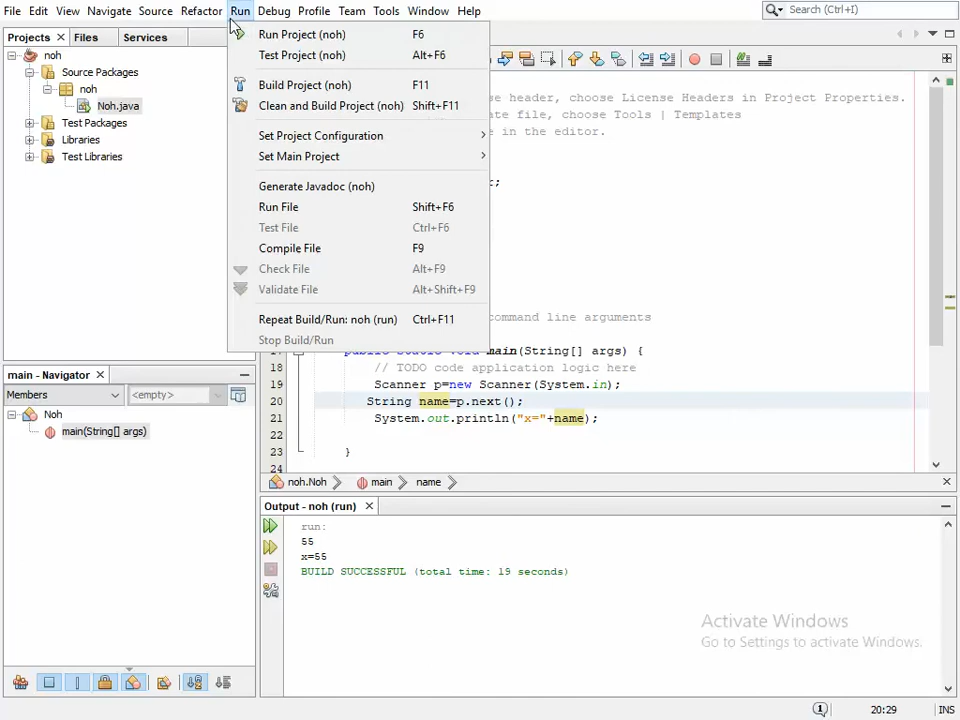 File Edit View Navigate Source Refactor Run Debug Profile Team Tools Window Help
Search (Ctrl+I)
Projects Files Services
noh
Source Packages
noh
Noh.java
Test Packages
Libraries
Test Libraries
Run Project (noh) F6
Test Project (noh) Alt+F6
Build Project (noh) F11
Clean and Build Project (noh) Shift+F11
Set Project Configuration
Set Main Project
Generate Javadoc (noh)
Run File Shift+F6
Test File Ctrl+F6
Compile File F9
Check File Alt+F9
Validate File Alt+Shift+F9
Repeat Build/Run: noh (run) Ctrl+F11
Stop Build/Run
se header, choose License Headers in Project Properties.
te file, choose Tools | Templates
e in the editor.
r;
command line arguments
main(String[] args) {
18 // TODO code application logic here
19 Scanner p=new Scanner(System.in);
20 String name=p.next();
21 System.out.println("x="+name);
22
23 }
24
noh.Noh main name
main - Navigator
Members <empty>
Noh
main(String[] args)
Output - noh (run)
run:
55
x=55
BUILD SUCCESSFUL (total time: 19 seconds)
Activate Windows
Go to Settings to activate Windows.
1 20:29 INS